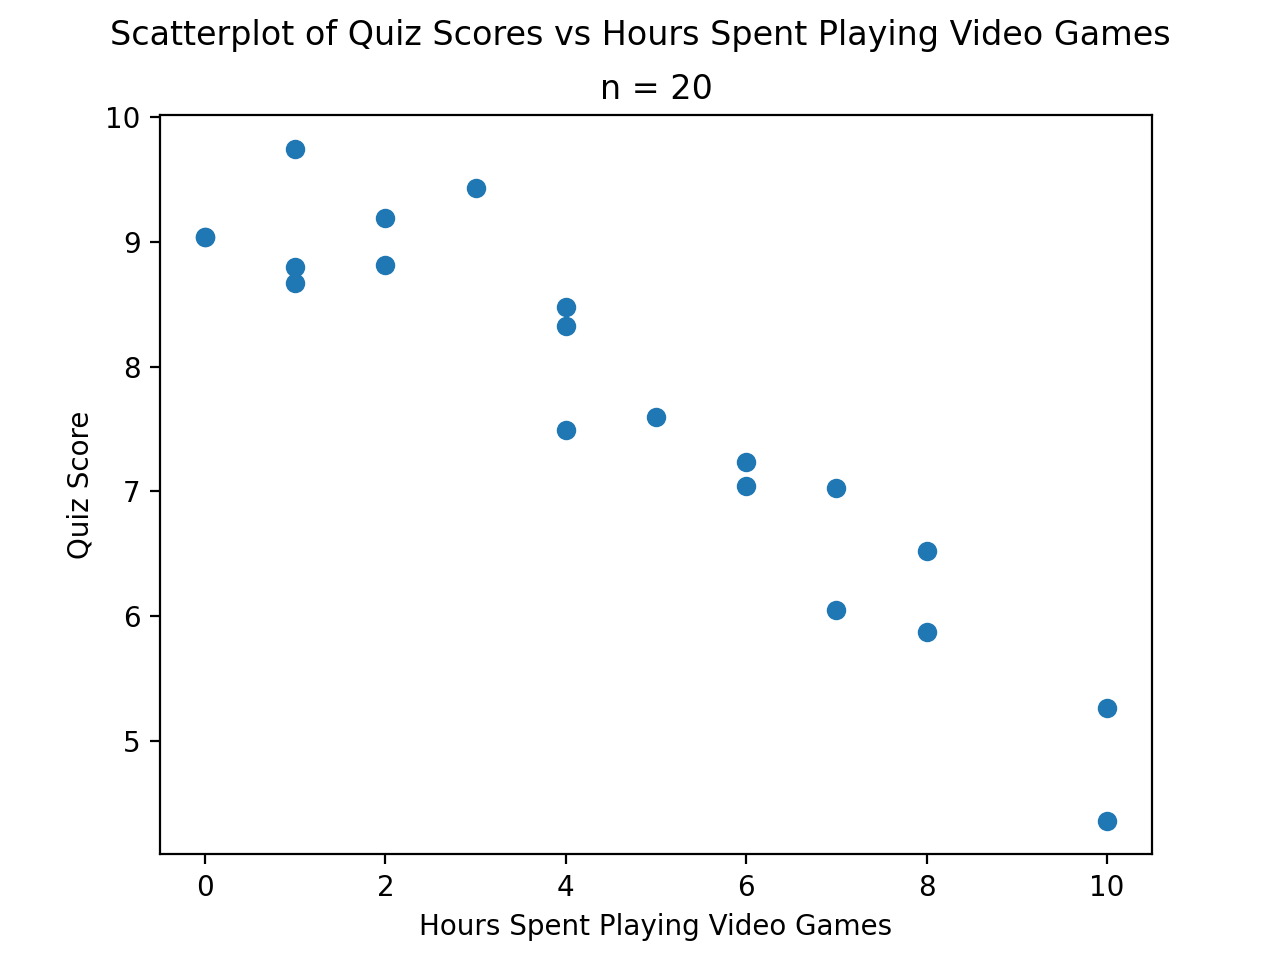 Scatterplot of Quiz Scores vs Hours Spent Playing Video Games
n = 20
10
9
8
7
6
5
Quiz Score
0 2 4 6 8 10
Hours Spent Playing Video Games